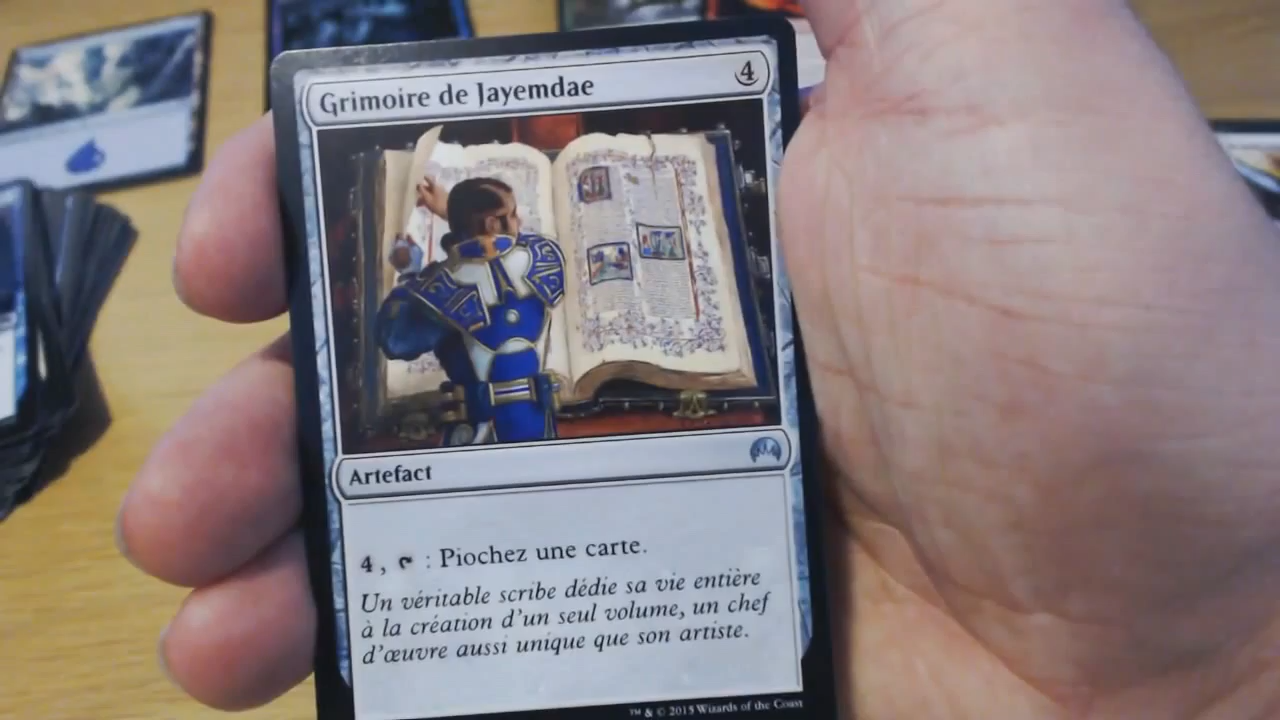 Grimoire de Jayemdae 4
Artefact
4, : Piochez une carte.
Un véritable scribe dédie sa vie entière
à la création d'un seul volume, un chef
d'œuvre aussi unique que son artiste.
™ & © 2015 Wizards of the Coast